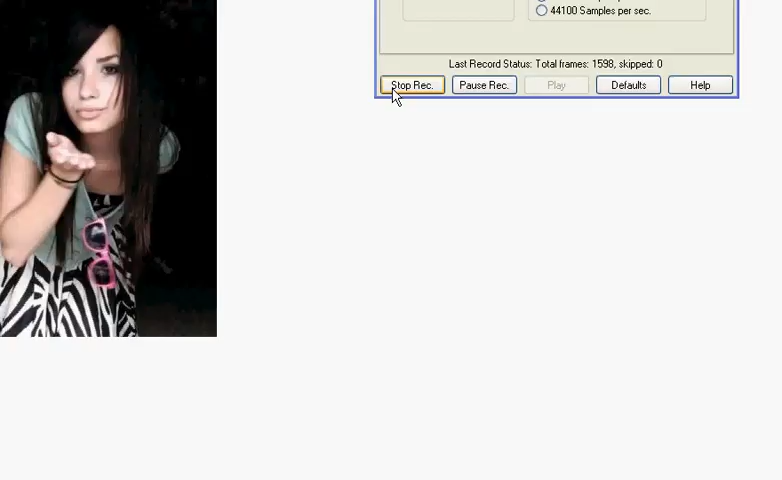 44100 Samples per sec.
Last Record Status: Total frames: 1598, skipped: 0
Stop Rec.
Pause Rec.
Play
Defaults
Help